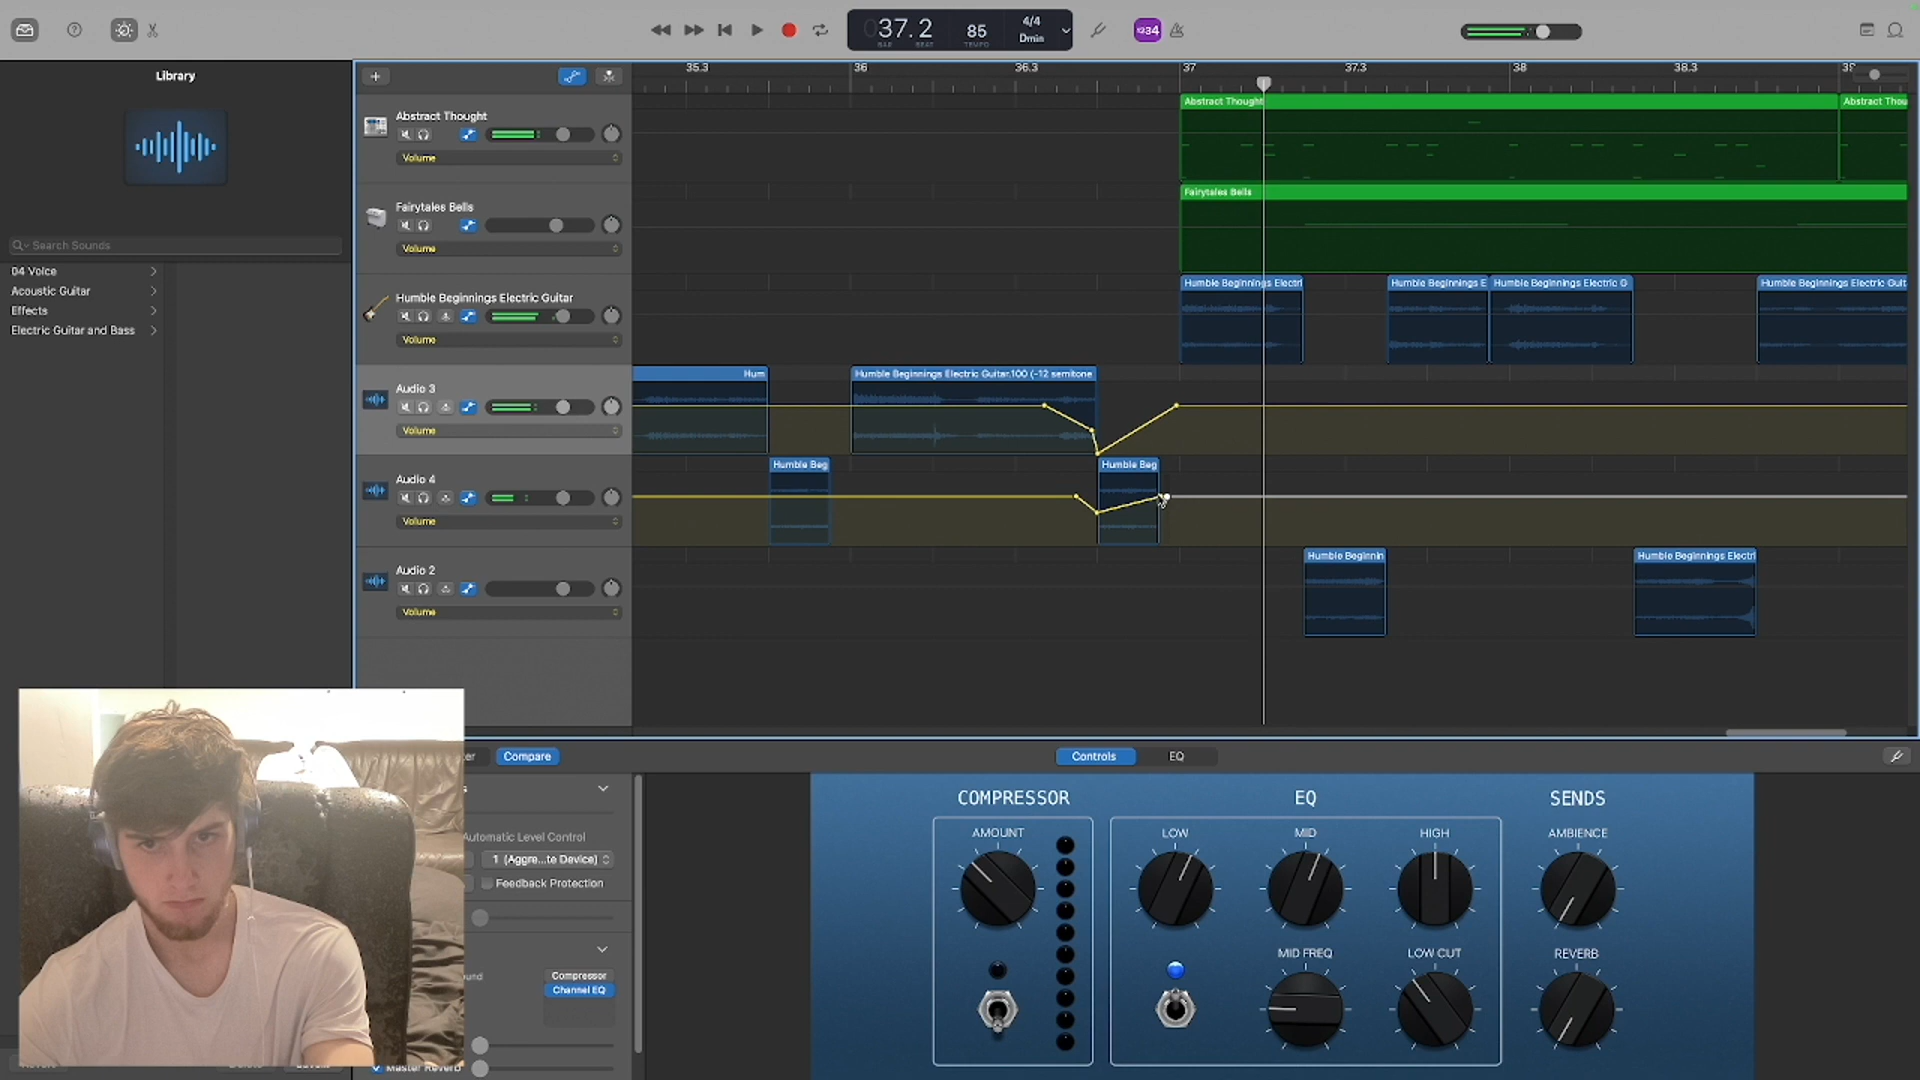 037.2
BAR
BEAT
85
TEMPO
4/4
Dmin
1234
Library
Search Sounds
04 Voice
Acoustic Guitar
Effects
Electric Guitar and Bass
35.3
36
36.3
37
37.3
38
38.3
Abstract Thought
Volume
Fairytales Bells
Volume
Humble Beginnings Electric Guitar
Volume
Audio 3
Volume
Audio 4
Volume
Audio 2
Volume
Abstract Thought
Abstract Thou
Fairytales Bells
Humble Beginnings Electri
Humble Beginnings E
Humble Beginnings Electric G
Humble Beginnings Electric Guit
Hum
Humble Beginnings Electric Guitar.100 (-12 semitone
Humble Beg
Humble Beg
Humble Beginnin
Humble Beginnings Electri
er
Compare
Controls
EQ
Automatic Level Control
1 (Aggre...te Device)
Feedback Protection
und
Compressor
Channel EQ
Master Reverb
COMPRESSOR
AMOUNT
EQ
LOW
MID
HIGH
MID FREQ
LOW CUT
SENDS
AMBIENCE
REVERB